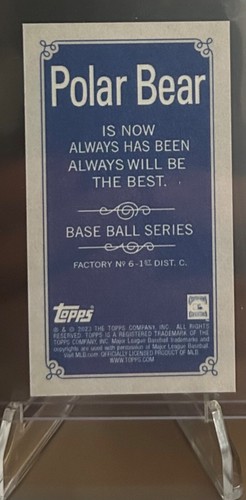 Polar Bear
IS NOW
ALWAYS HAS BEEN
ALWAYS WILL BE
THE BEST.
BASE BALL SERIES
FACTORY Nº 6-1ST DIST. C.
Topps
® & © 2023 THE TOPPS COMPANY, INC. ALL RIGHTS
RESERVED. TOPPS IS A REGISTERED TRADEMARK OF THE
TOPPS COMPANY, INC. Major League Baseball trademarks and
copyrights are used with permission of Major League Baseball.
Visit MLB.com. OFFICIALLY LICENSED PRODUCT OF MLB.
WWW.TOPPS.COM